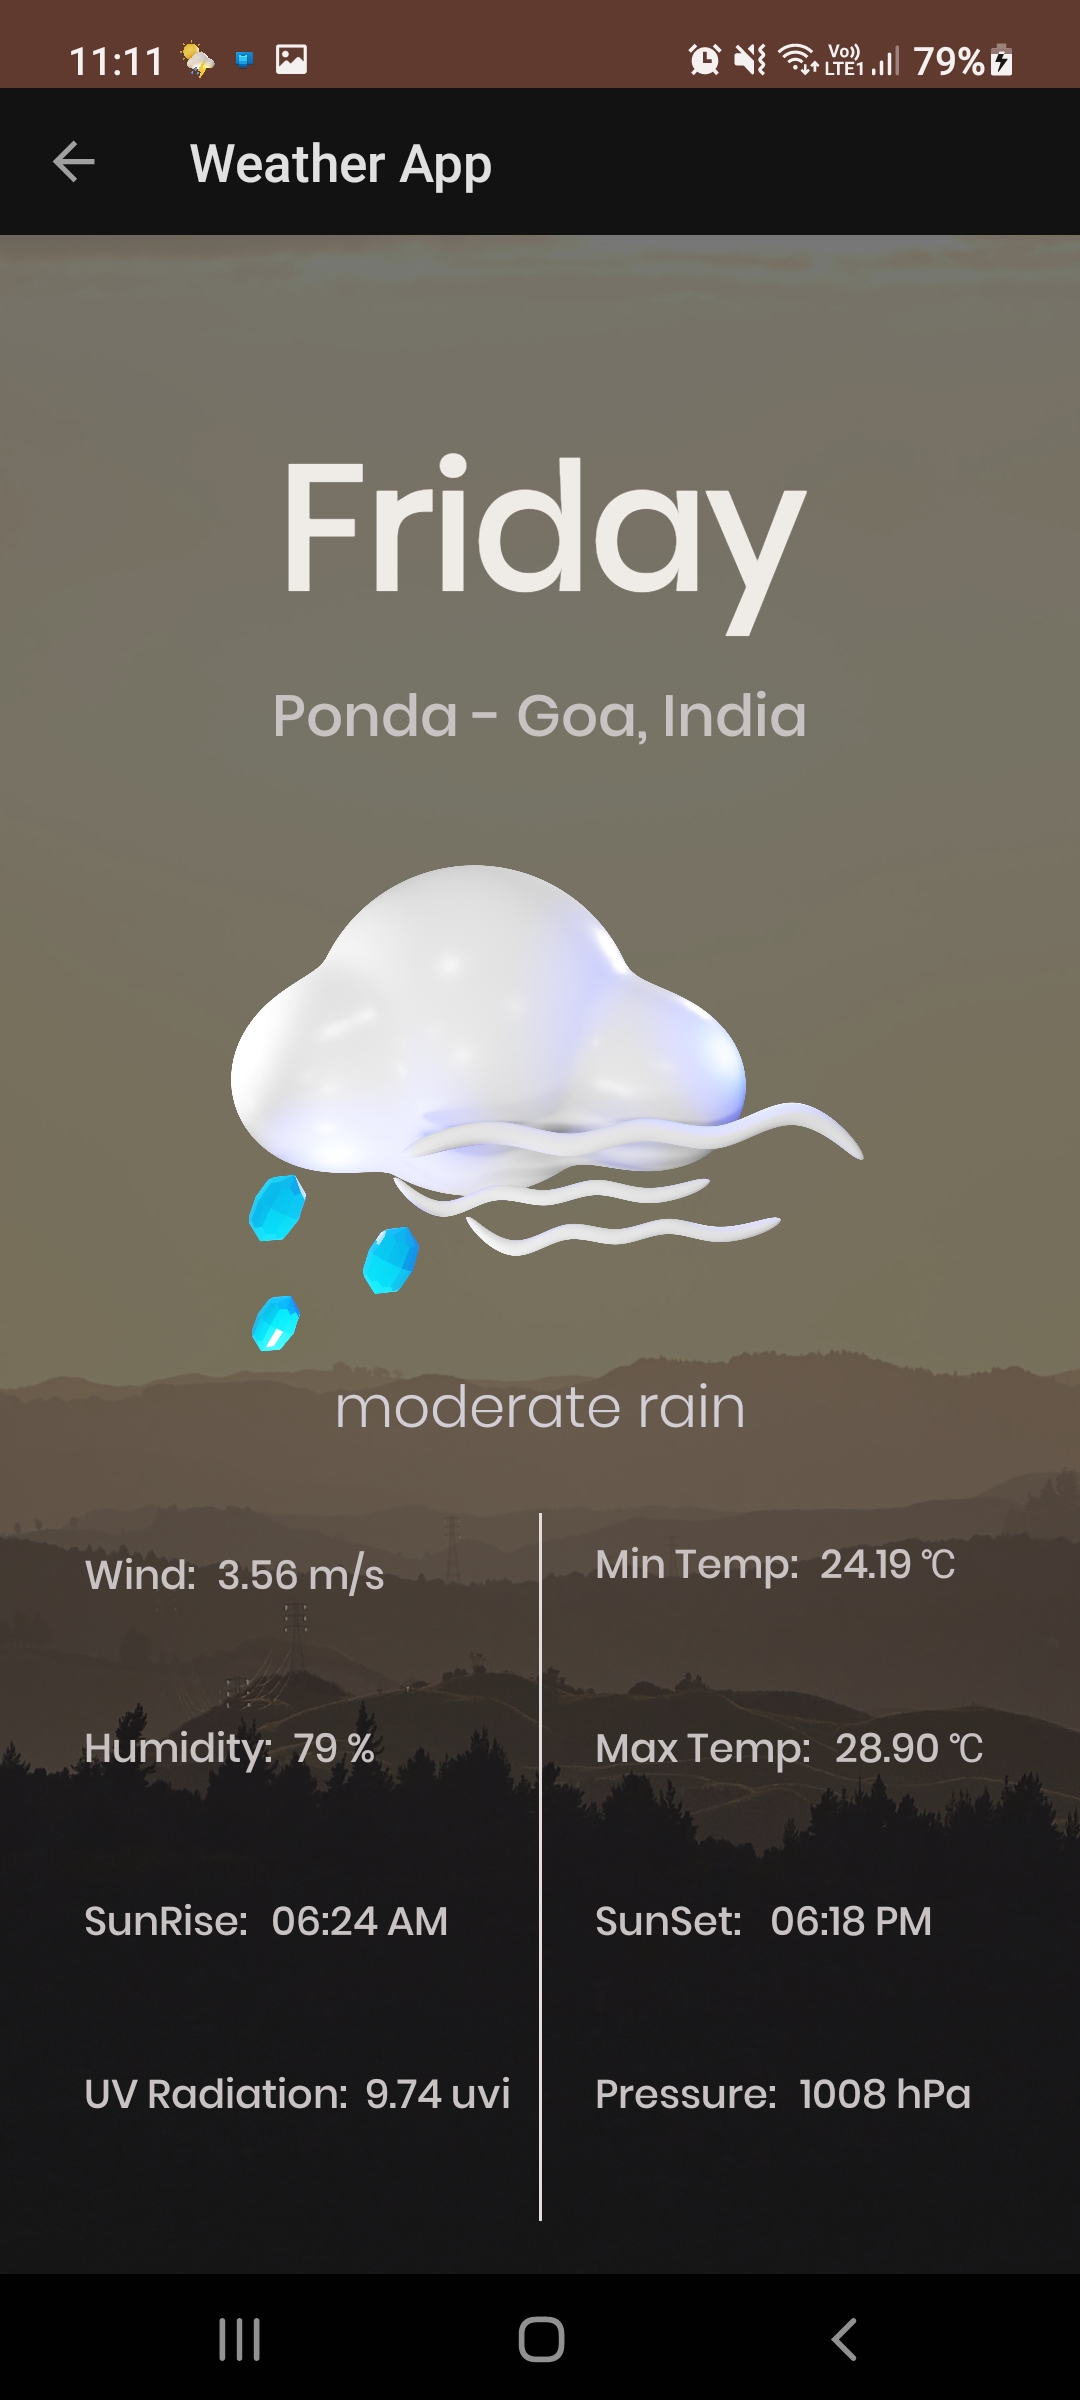 11:11 Vo)) LTE1 79%
Weather App
Friday
Ponda - Goa, India
moderate rain
Wind: 3.56 m/s
Min Temp: 24.19 ℃
Humidity: 79 %
Max Temp: 28.90 ℃
SunRise: 06:24 AM
SunSet: 06:18 PM
UV Radiation: 9.74 uvi
Pressure: 1008 hPa